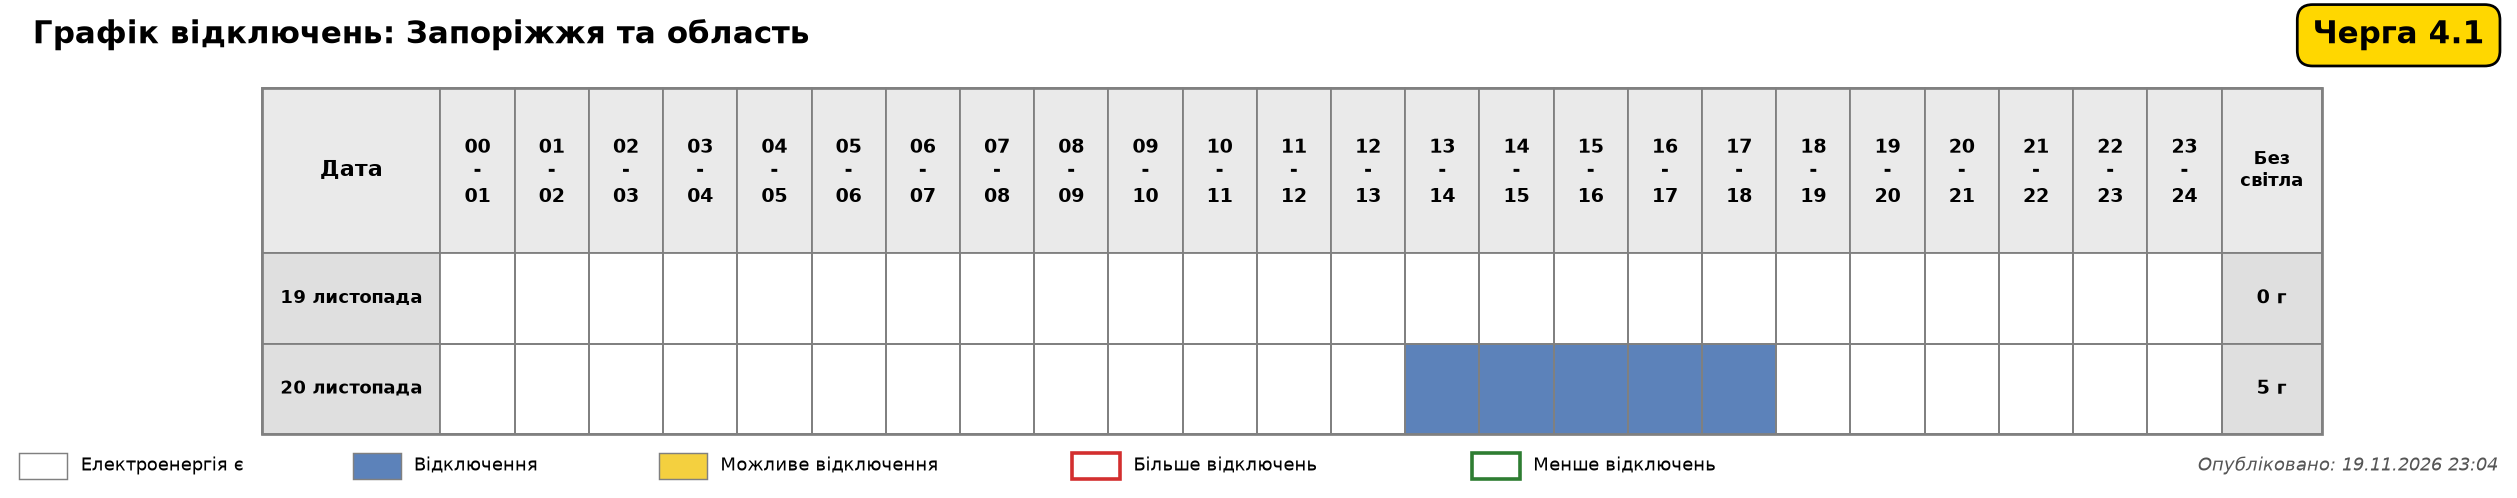 Графік відключень: Запоріжжя та область
Черга 4.1
Дата
00 - 01
01 - 02
02 - 03
03 - 04
04 - 05
05 - 06
06 - 07
07 - 08
08 - 09
09 - 10
10 - 11
11 - 12
12 - 13
13 - 14
14 - 15
15 - 16
16 - 17
17 - 18
18 - 19
19 - 20
20 - 21
21 - 22
22 - 23
23 - 24
Без світла
19 листопада
0 г
20 листопада
5 г
Електроенергія є
Відключення
Можливе відключення
Більше відключень
Менше відключень
Опубліковано: 19.11.2026 23:04